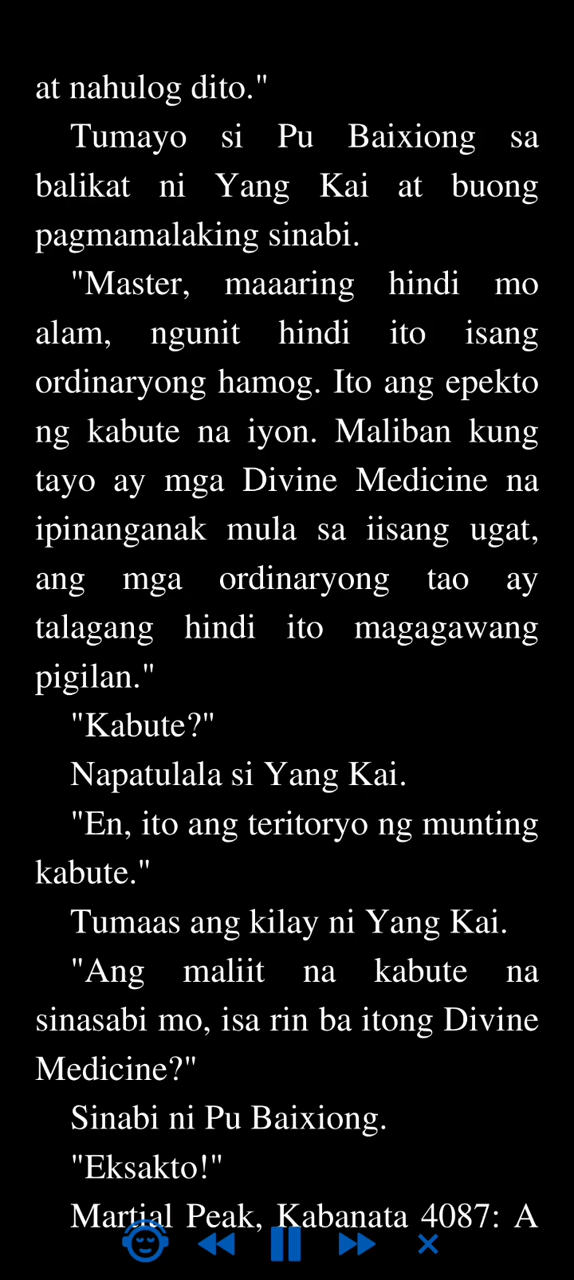 at nahulog dito."
Tumayo si Pu Baixiong sa
balikat ni Yang Kai at buong
pagmamalaking sinabi.
"Master, maaaring hindi mo
alam, ngunit hindi ito isang
ordinaryong hamog. Ito ang epekto
ng kabute na iyon. Maliban kung
tayo ay mga Divine Medicine na
ipinanganak mula sa iisang ugat,
ang mga ordinaryong tao ay
talagang hindi ito magagawang
pigilan."
"Kabute?"
Napatulala si Yang Kai.
"En, ito ang teritoryo ng munting
kabute."
Tumaas ang kilay ni Yang Kai.
"Ang maliit na kabute na
sinasabi mo, isa rin ba itong Divine
Medicine?"
Sinabi ni Pu Baixiong.
"Eksakto!"
Martial Peak, Kabanata 4087: A